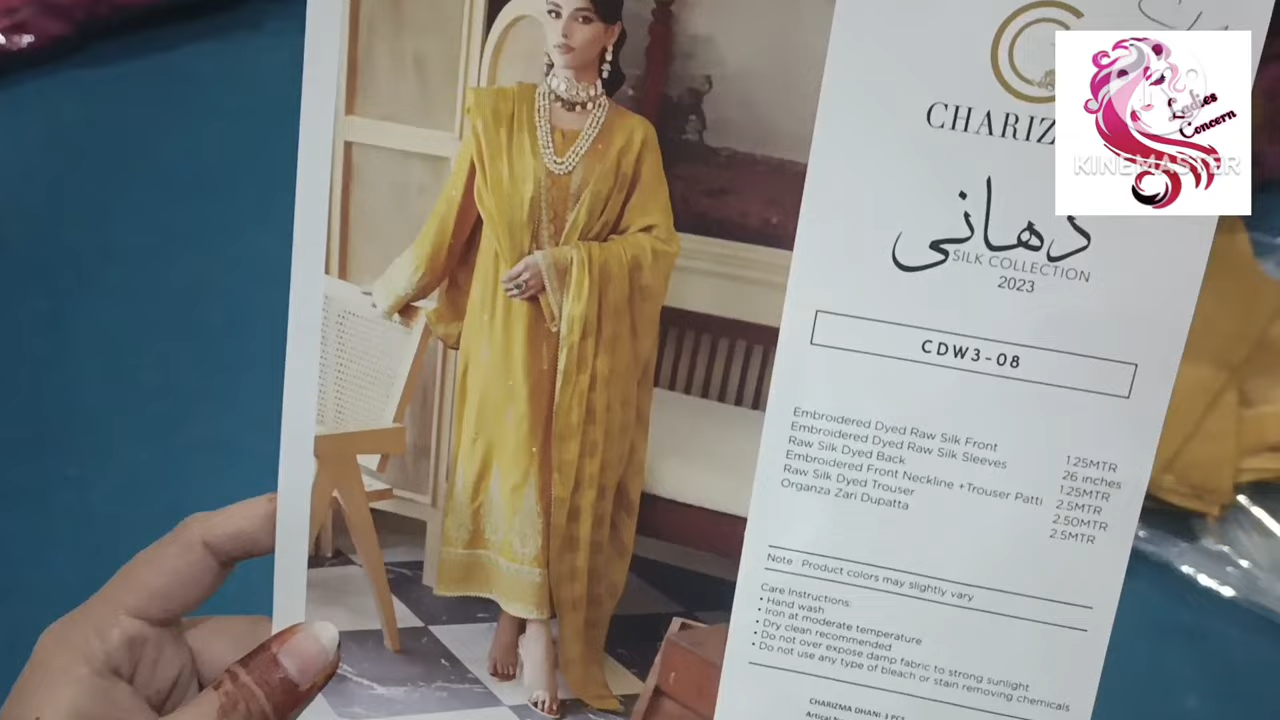 CHARIZ
Ladies
Concern
KINEMASTER
دھانی
SILK COLLECTION
2023
CDW3-08
Embroidered Dyed Raw Silk Front 1.25MTR
Embroidered Dyed Raw Silk Sleeves 26 inches
Raw Silk Dyed Back 1.25MTR
Embroidered Front Neckline +Trouser Patti 2.5MTR
Raw Silk Dyed Trouser 2.50MTR
Organza Zari Dupatta 2.5MTR
Note : Product colors may slightly vary
Care Instructions:
• Hand wash
• Iron at moderate temperature
• Dry clean recommended
• Do not over expose damp fabric to strong sunlight
• Do not use any type of bleach or stain removing chemicals
CHARIZMA DHANI 3 PCS